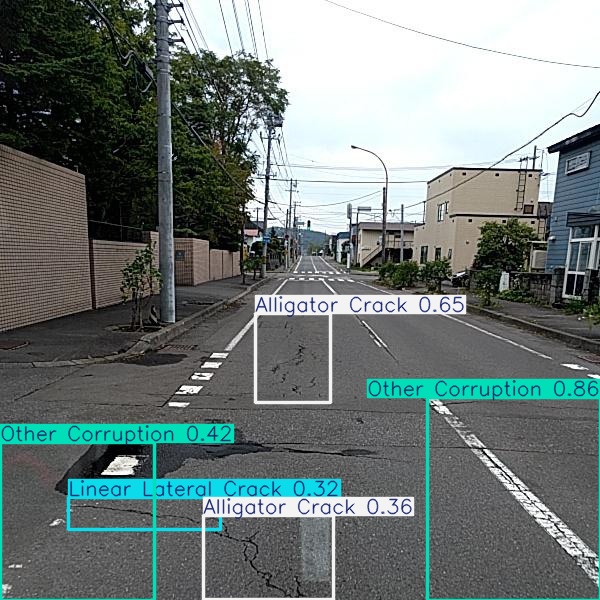 Alligator Crack 0.65
Other Corruption 0.86
Other Corruption 0.42
Linear Lateral Crack 0.32
Alligator Crack 0.36